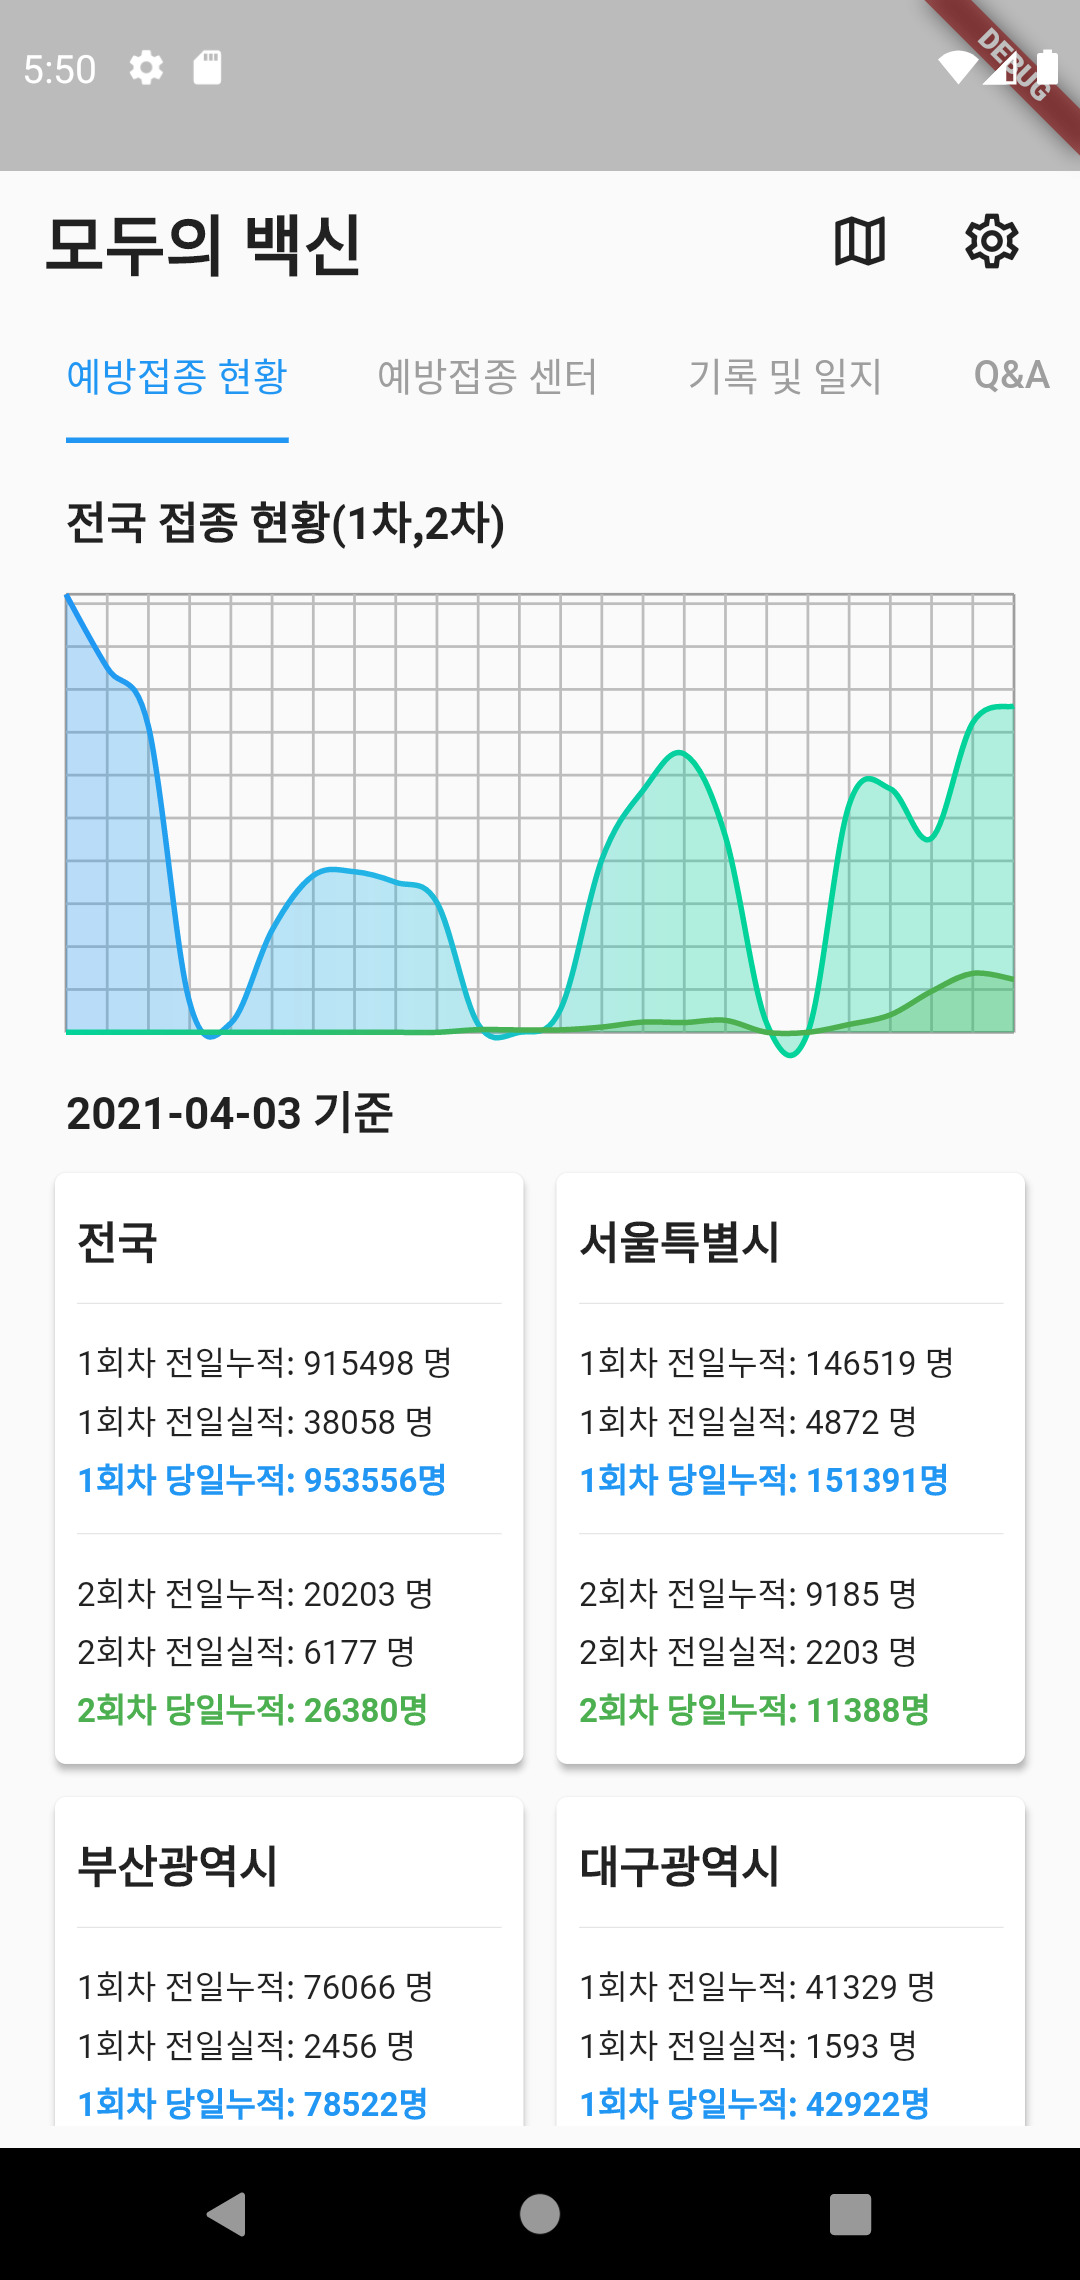 5:50
DEBUG
모두의 백신
예방접종 현황 예방접종 센터 기록 및 일지 Q&A
전국 접종 현황(1차,2차)
2021-04-03 기준
전국
1회차 전일누적: 915498 명
1회차 전일실적: 38058 명
1회차 당일누적: 953556명
2회차 전일누적: 20203 명
2회차 전일실적: 6177 명
2회차 당일누적: 26380명
서울특별시
1회차 전일누적: 146519 명
1회차 전일실적: 4872 명
1회차 당일누적: 151391명
2회차 전일누적: 9185 명
2회차 전일실적: 2203 명
2회차 당일누적: 11388명
부산광역시
1회차 전일누적: 76066 명
1회차 전일실적: 2456 명
1회차 당일누적: 78522명
대구광역시
1회차 전일누적: 41329 명
1회차 전일실적: 1593 명
1회차 당일누적: 42922명